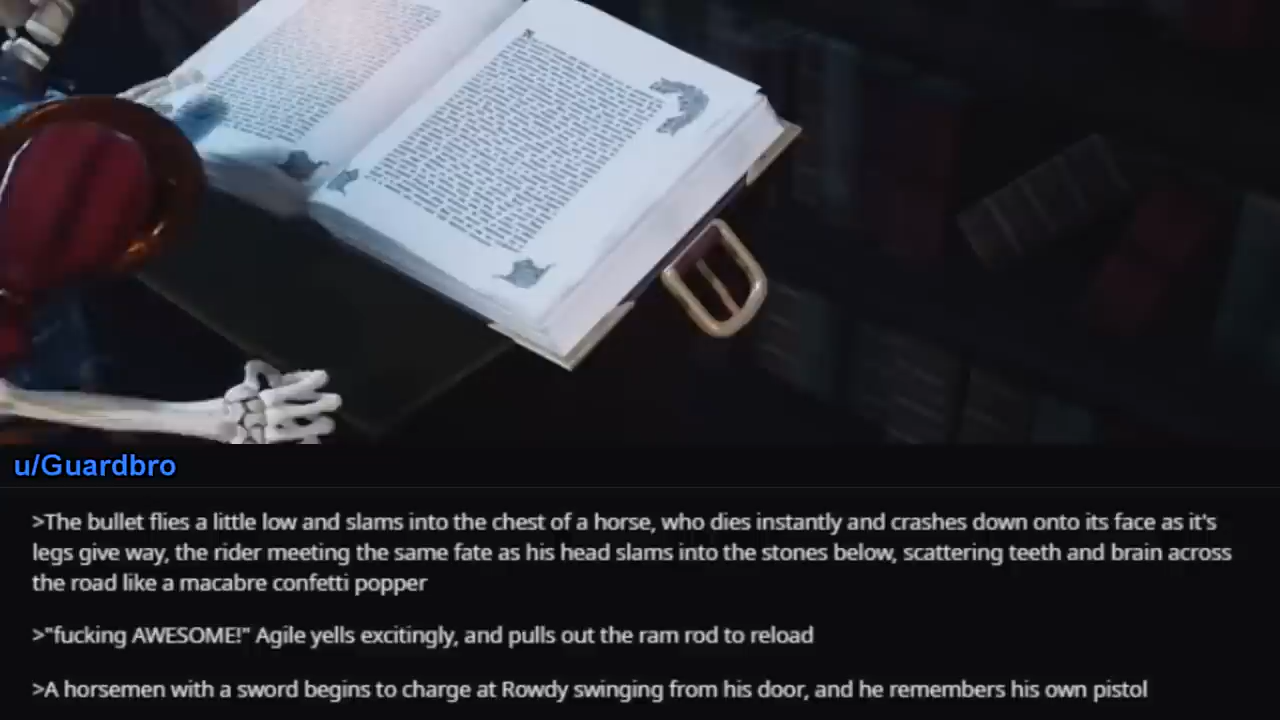 u/Guardbro
>The bullet flies a little low and slams into the chest of a horse, who dies instantly and crashes down onto its face as it's
legs give way, the rider meeting the same fate as his head slams into the stones below, scattering teeth and brain across
the road like a macabre confetti popper
>"fucking AWESOME!" Agile yells excitingly, and pulls out the ram rod to reload
>A horsemen with a sword begins to charge at Rowdy swinging from his door, and he remembers his own pistol